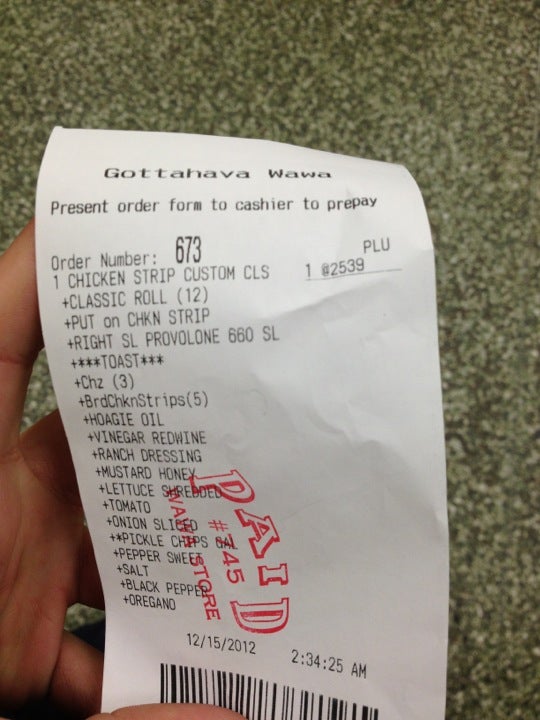 Gottahava Wawa
Present order form to cashier to prepay
Order Number: 673 PLU
1 CHICKEN STRIP CUSTOM CLS 1 @2539
+CLASSIC ROLL (12)
+PUT on CHKN STRIP
+RIGHT SL PROVOLONE 660 SL
+***TOAST***
+Chz (3)
+BrdChknStrips(5)
+HOAGIE OIL
+VINEGAR REDWINE
+RANCH DRESSING
+MUSTARD HONEY
+LETTUCE SHREDDED
+TOMATO
+ONION SLICED
+*PICKLE CHIPS GAL
+PEPPER SWEET
+SALT
+BLACK PEPPER
+OREGANO
PAID
#145
WAWA STORE
12/15/2012 2:34:25 AM